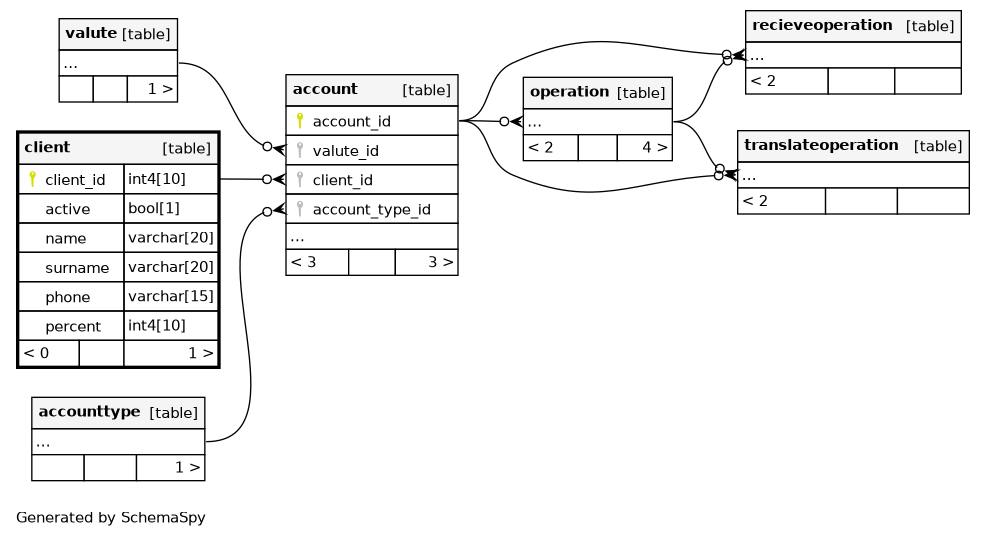 valute [table]
...
1 >
client [table]
client_id int4[10]
active bool[1]
name varchar[20]
surname varchar[20]
phone varchar[15]
percent int4[10]
< 0 1 >
accounttype [table]
...
1 >
account [table]
account_id
valute_id
client_id
account_type_id
...
< 3 3 >
operation [table]
...
< 2 4 >
recieveoperation [table]
...
< 2
translateoperation [table]
...
< 2
Generated by SchemaSpy